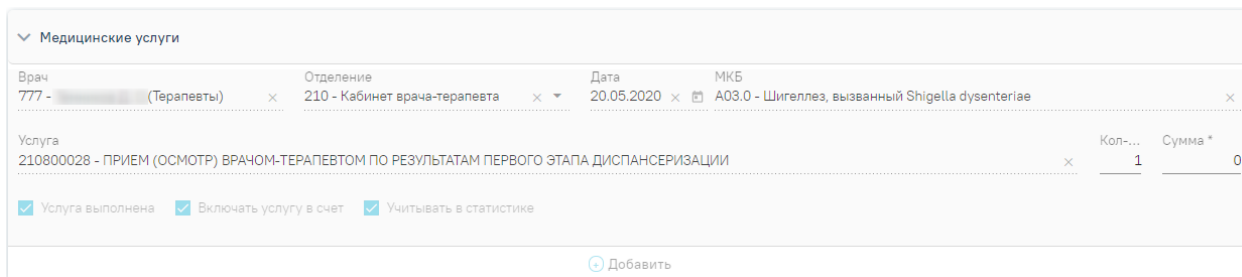 Медицинские услуги
Врач Отделение Дата МКБ
777 - (Терапевты) 210 - Кабинет врача-терапевта 20.05.2020 A03.0 - Шигеллез, вызванный Shigella dysenteriae
Услуга Кол-... Сумма *
210800028 - ПРИЕМ (ОСМОТР) ВРАЧОМ-ТЕРАПЕВТОМ ПО РЕЗУЛЬТАТАМ ПЕРВОГО ЭТАПА ДИСПАНСЕРИЗАЦИИ 1 0
Услуга выполнена Включать услугу в счет Учитывать в статистике
Добавить